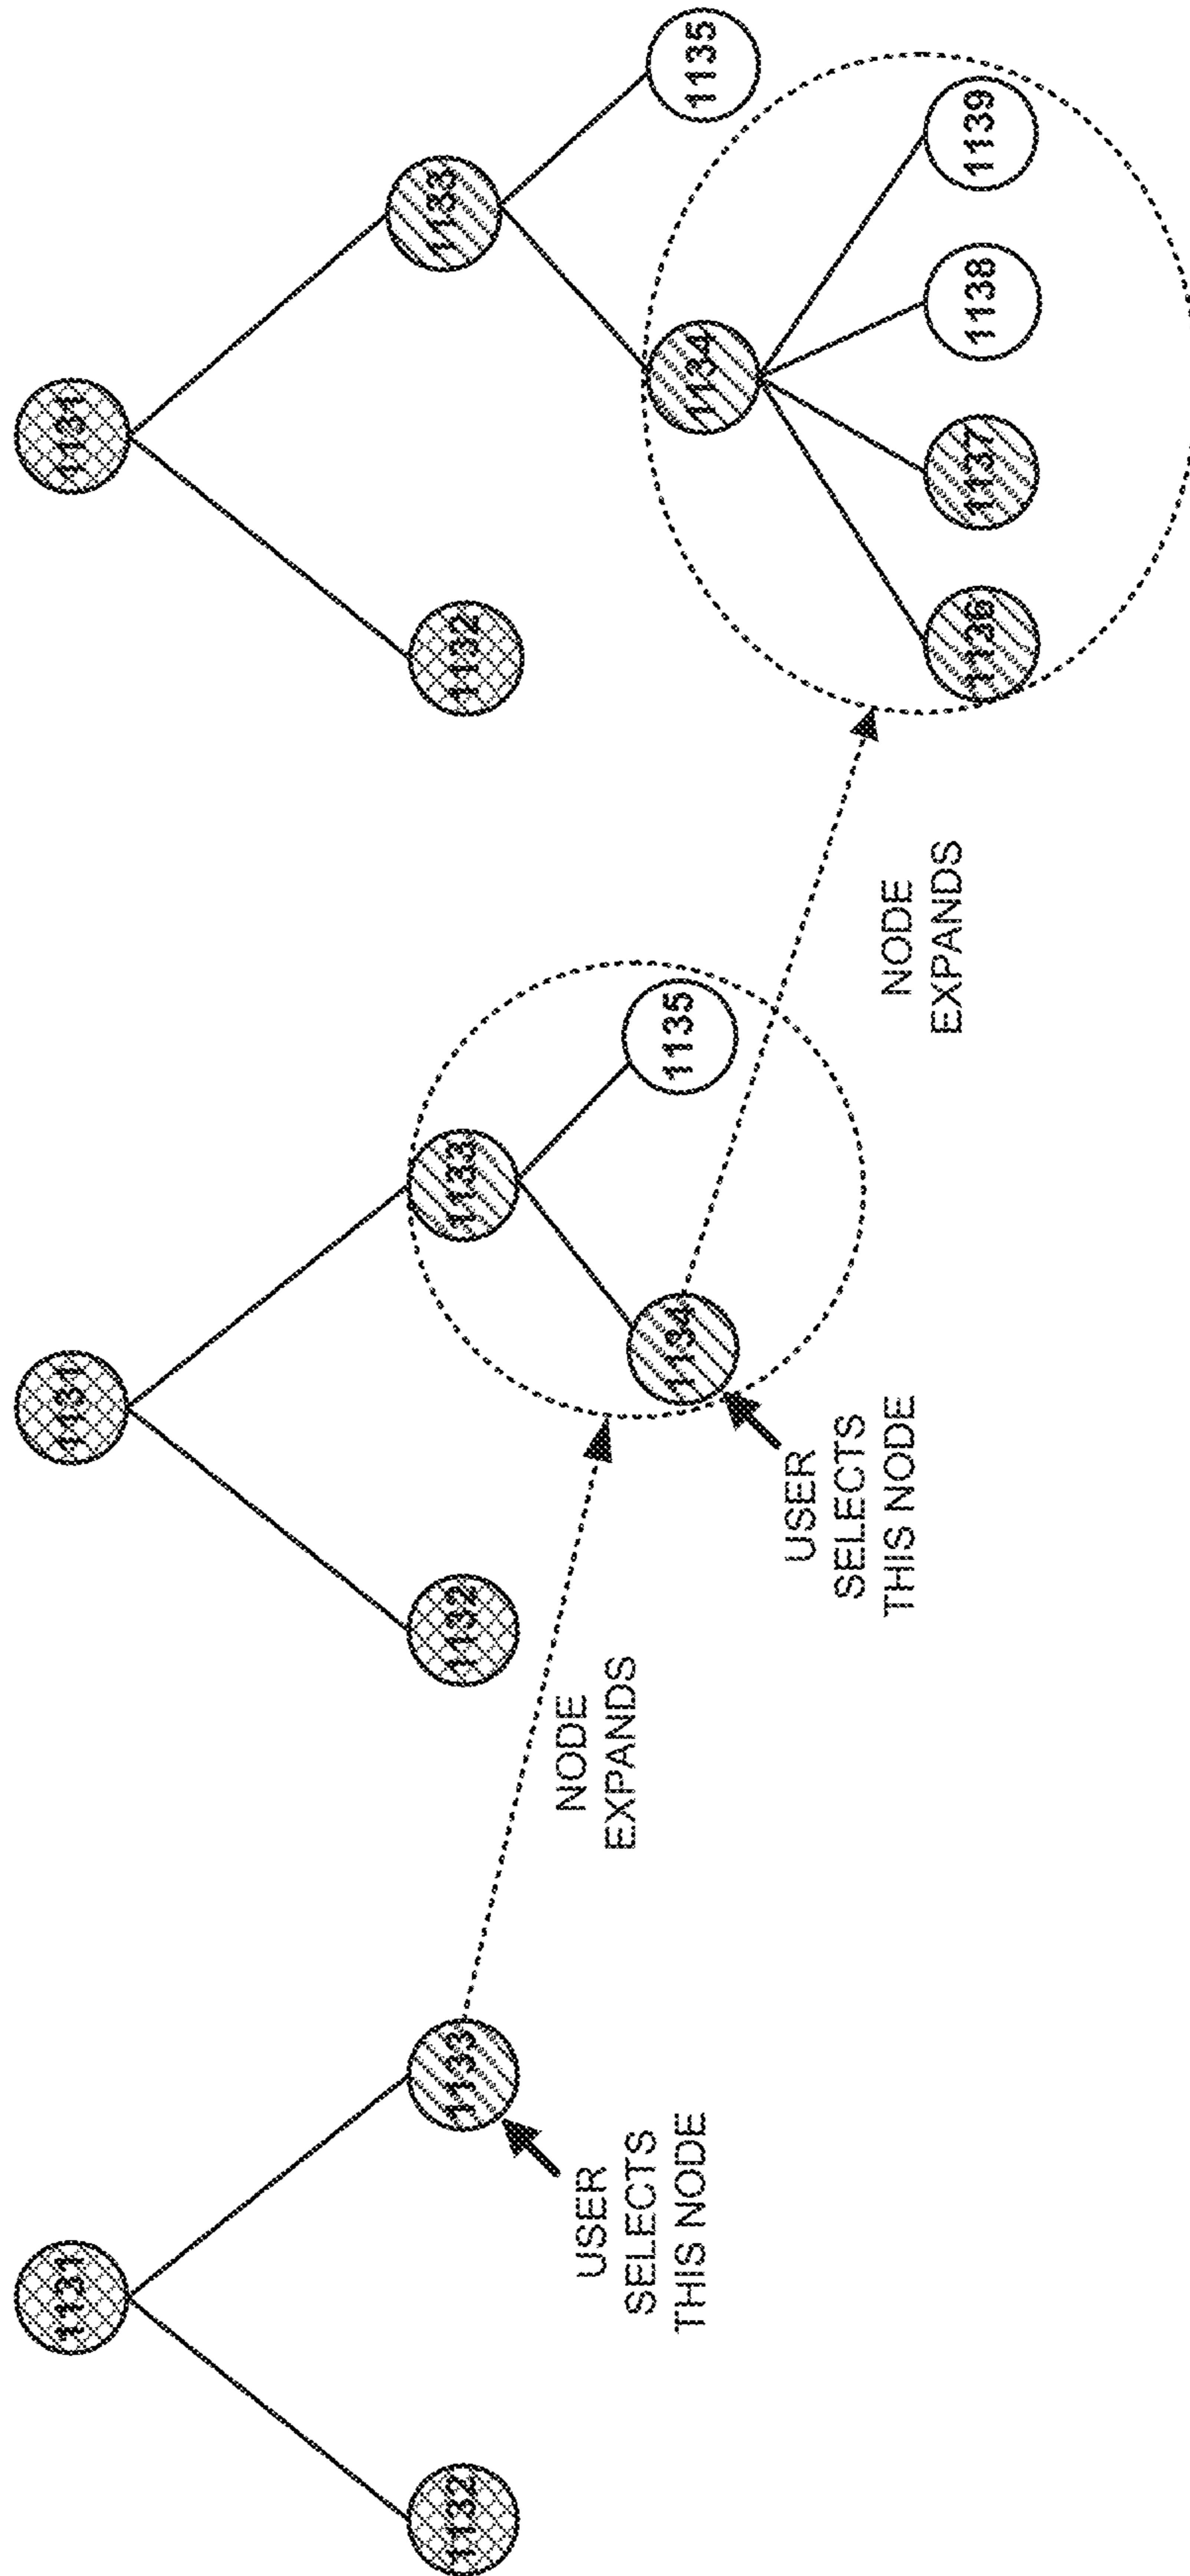 1131
1132
1133
USER
SELECTS
THIS NODE
NODE
EXPANDS
1131
1132
1133
1134
1135
USER
SELECTS
THIS NODE
NODE
EXPANDS
1131
1132
1133
1134
1135
1136
1137
1138
1139